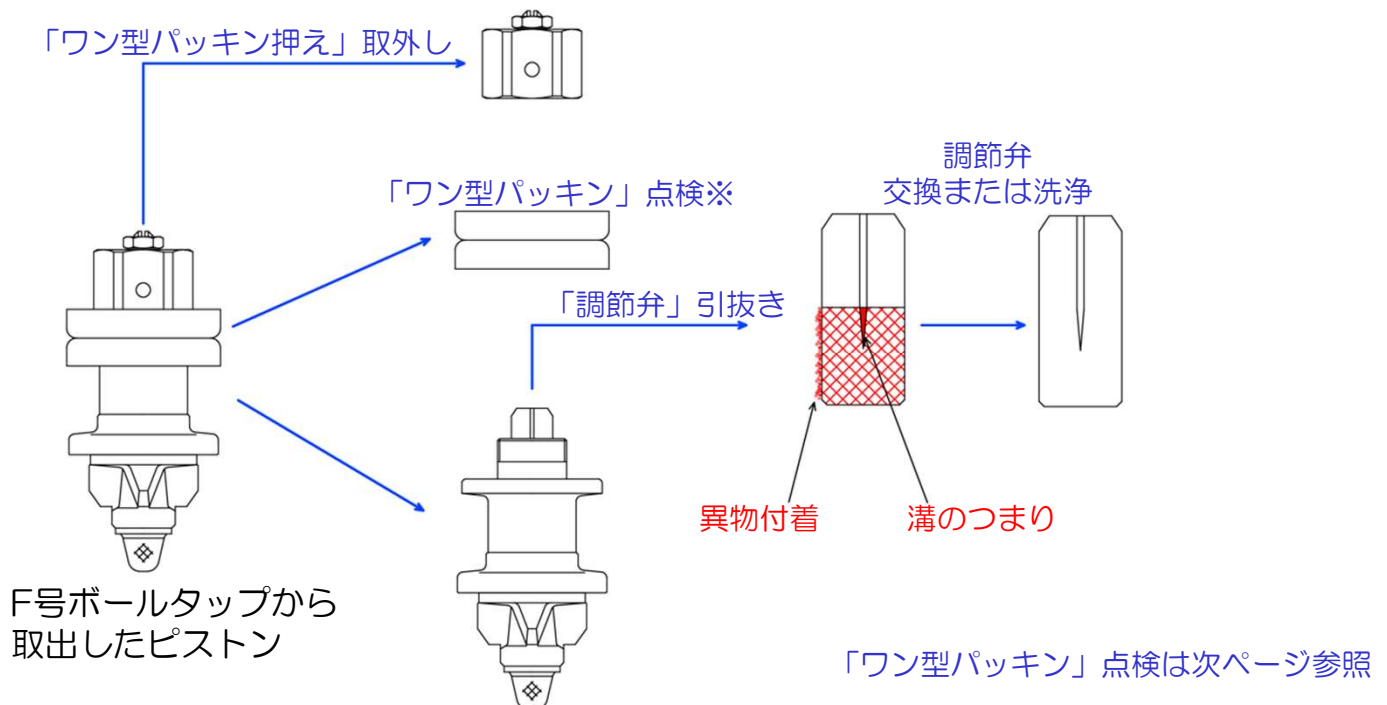 「ワン型パッキン押え」取外し
「ワン型パッキン」点検※
調節弁
交換または洗浄
「調節弁」引抜き
異物付着
溝のつまり
F号ボールタップから
取出したピストン
「ワン型パッキン」点検は次ページ参照